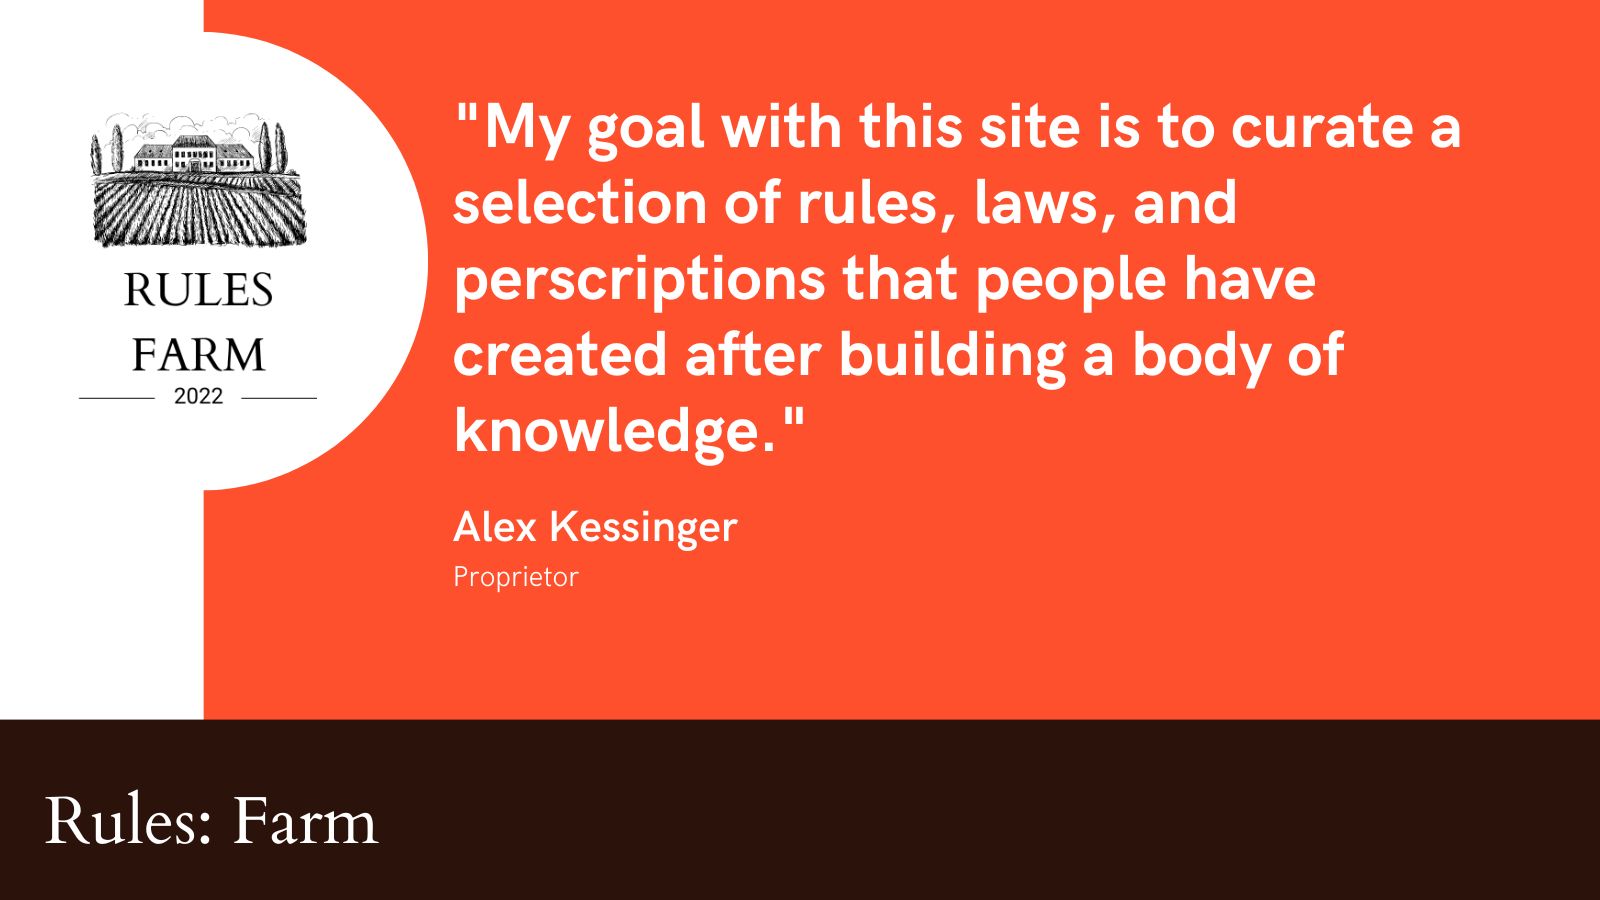 RULES
FARM
2022
"My goal with this site is to curate a
selection of rules, laws, and
perscriptions that people have
created after building a body of
knowledge."
Alex Kessinger
Proprietor
Rules: Farm